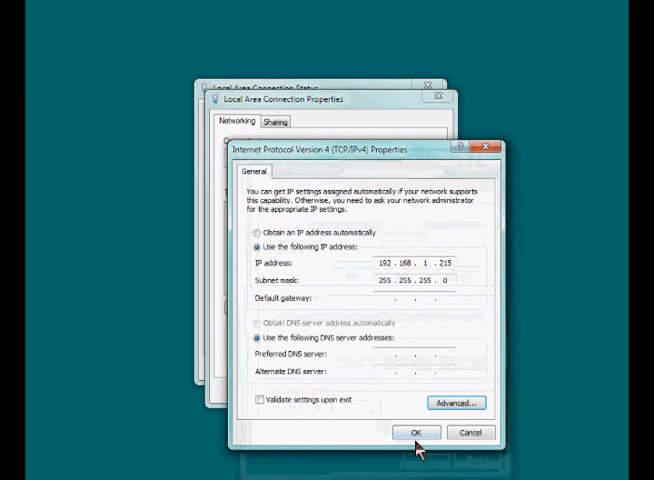 Local Area Connection Status
Local Area Connection Properties
Networking Sharing
Internet Protocol Version 4 (TCP/IPv4) Properties
General
You can get IP settings assigned automatically if your network supports
this capability. Otherwise, you need to ask your network administrator
for the appropriate IP settings.
Obtain an IP address automatically
Use the following IP address:
IP address: 192 . 168 . 1 . 215
Subnet mask: 255 . 255 . 255 . 0
Default gateway: . . .
Obtain DNS server address automatically
Use the following DNS server addresses:
Preferred DNS server: . . .
Alternate DNS server: . . .
Validate settings upon exit
Advanced...
OK Cancel